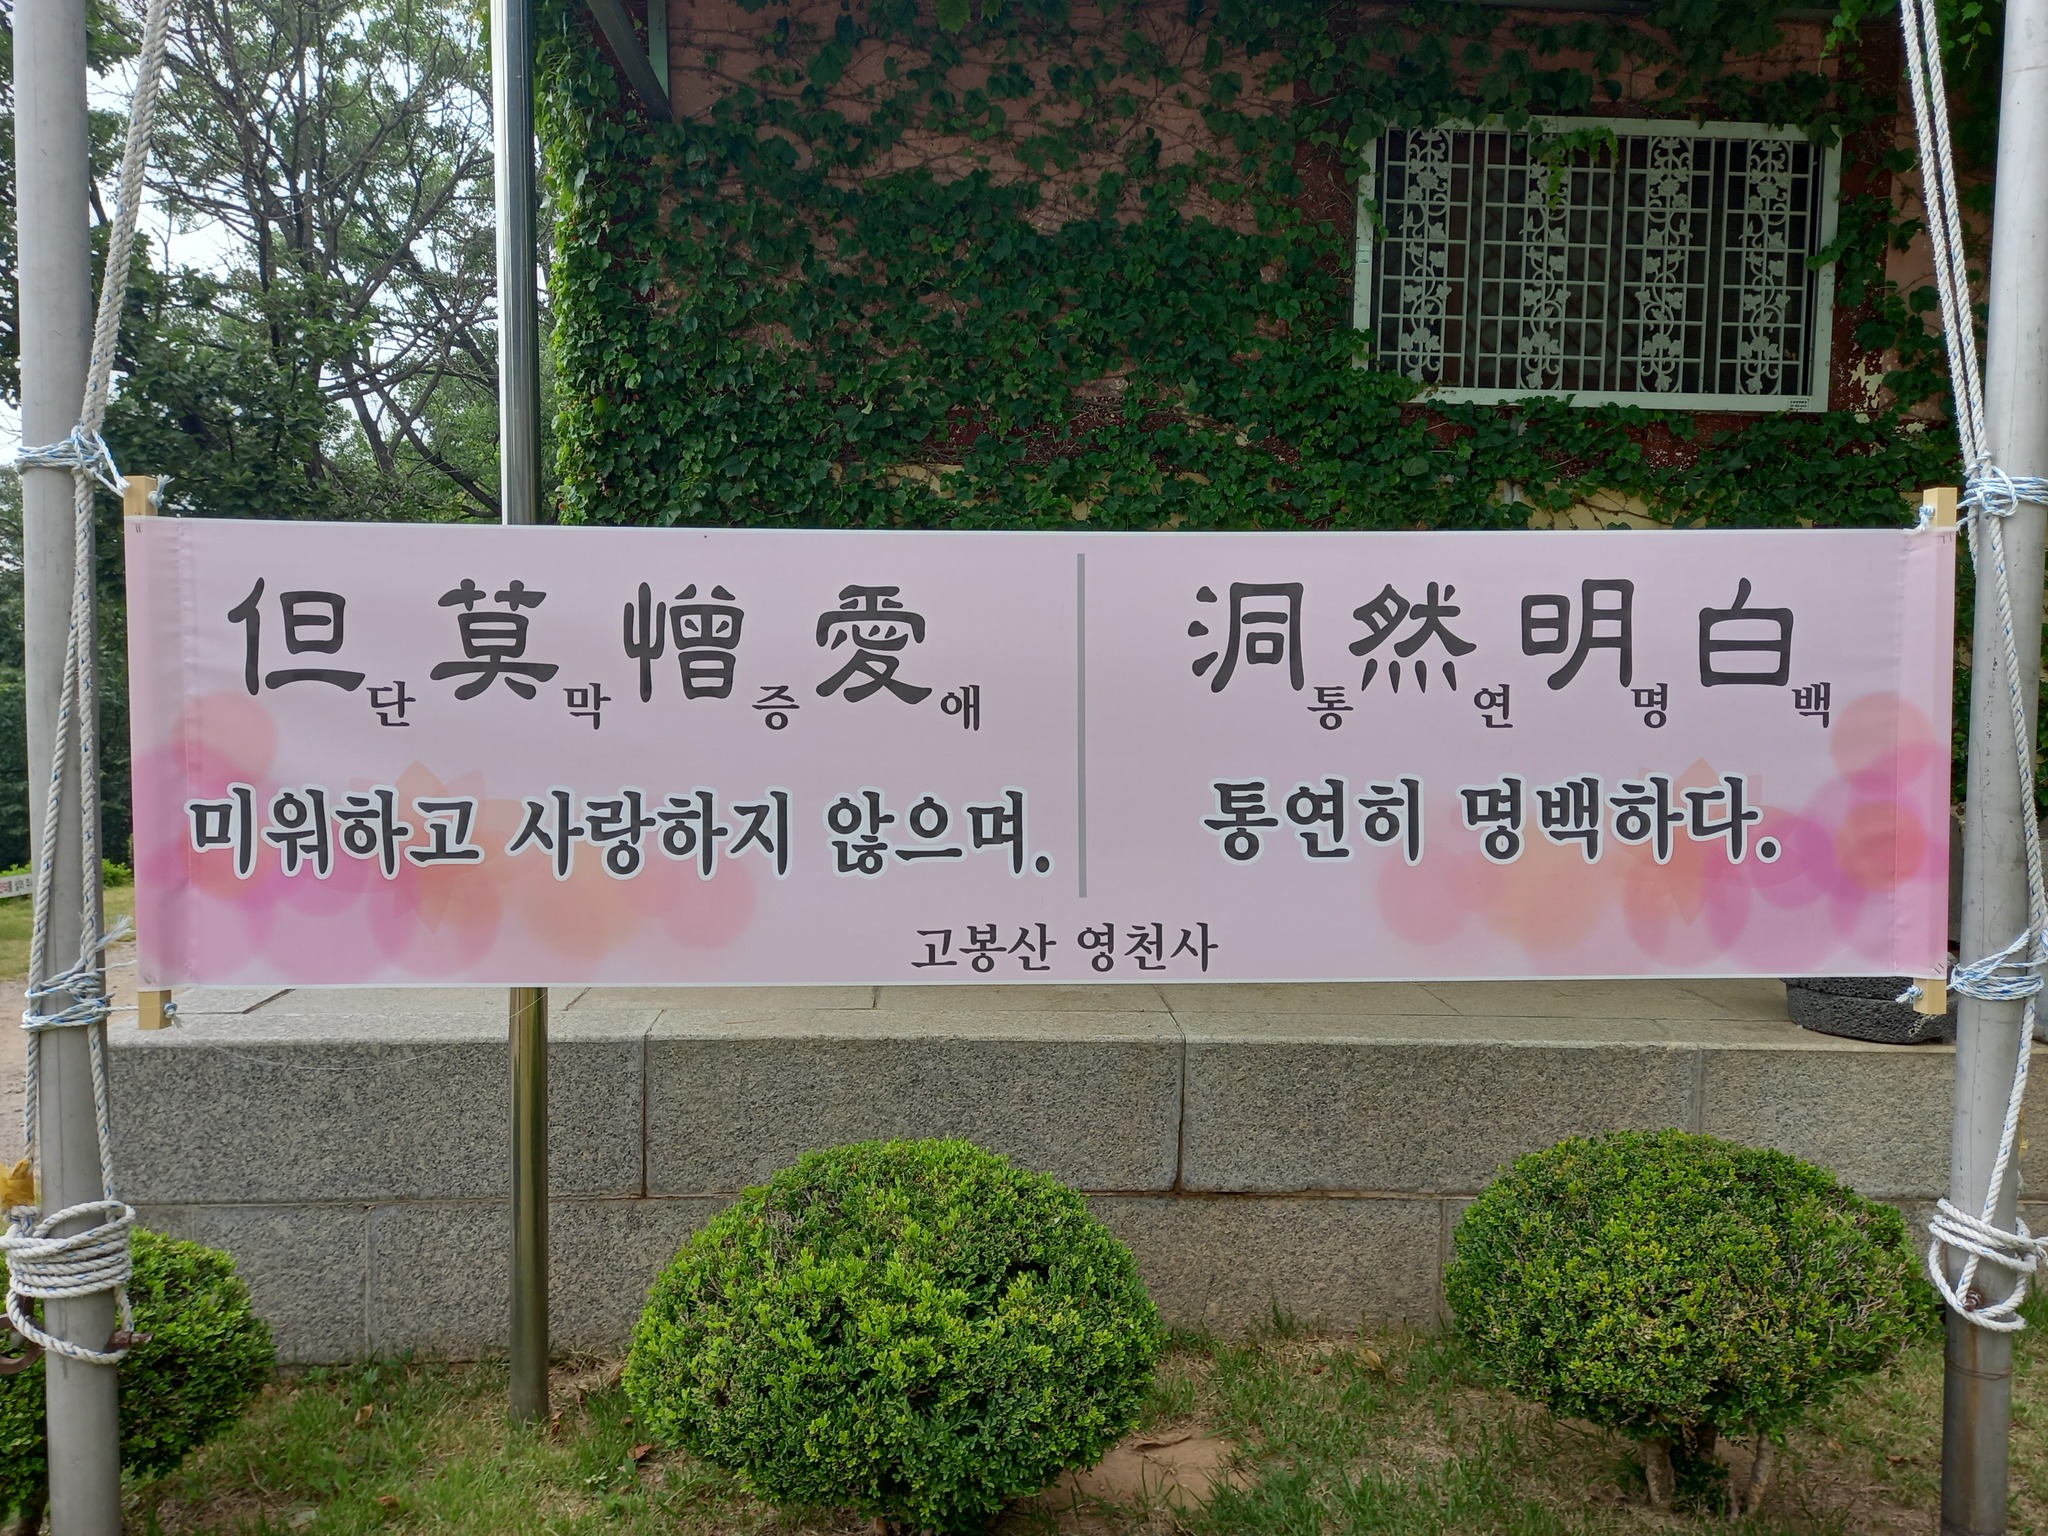 但단莫막憎증愛애
미워하고 사랑하지 않으며.
洞통然연明명白백
통연히 명백하다.
고봉산 영천사